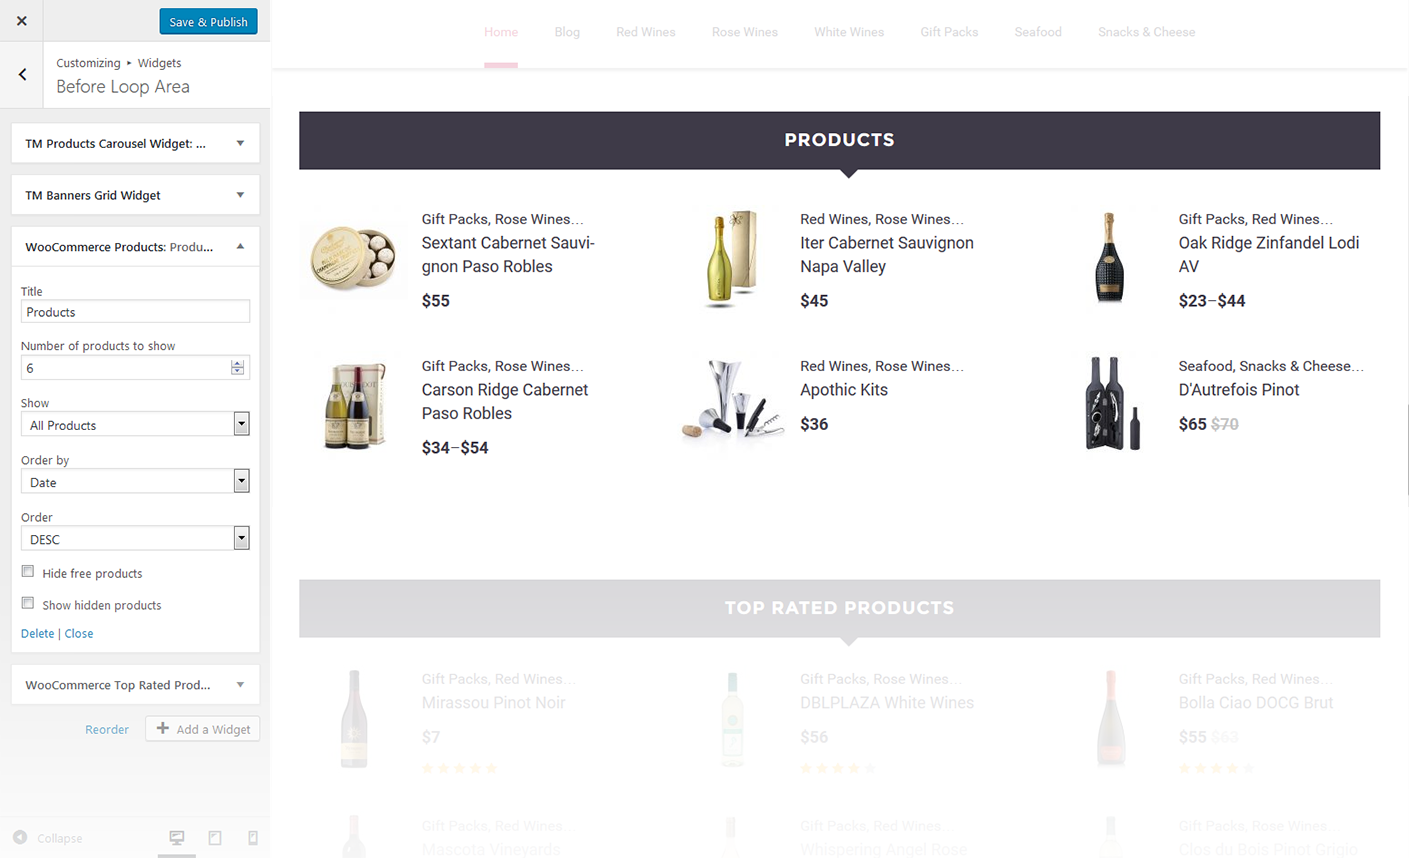 Save & Publish
Customizing ▸ Widgets
Before Loop Area
TM Products Carousel Widget: ...
TM Banners Grid Widget
WooCommerce Products: Produ...
Title
Products
Number of products to show
6
Show
All Products
Order by
Date
Order
DESC
Hide free products
Show hidden products
Delete | Close
WooCommerce Top Rated Prod...
Reorder
Add a Widget
Collapse
Home Blog Red Wines Rose Wines White Wines Gift Packs Seafood Snacks & Cheese
PRODUCTS
Gift Packs, Rose Wines...
Sextant Cabernet Sauvi-
gnon Paso Robles
$55
Red Wines, Rose Wines...
Iter Cabernet Sauvignon
Napa Valley
$45
Gift Packs, Red Wines...
Oak Ridge Zinfandel Lodi
AV
$23–$44
Gift Packs, Rose Wines...
Carson Ridge Cabernet
Paso Robles
$34–$54
Red Wines, Rose Wines...
Apothic Kits
$36
Seafood, Snacks & Cheese...
D'Autrefois Pinot
$65 $70
TOP RATED PRODUCTS
Gift Packs, Red Wines...
Mirassou Pinot Noir
$7
Gift Packs, Rose Wines...
DBLPLAZA White Wines
$56
Gift Packs, Red Wines...
Bolla Ciao DOCG Brut
$55 $63
Gift Packs, Red Wines...
Mascota Vineyards
Gift Packs, Red Wines
Whispering Angel Rose
Gift Packs, Rose Wines...
Clos du Bois Pinot Grigio